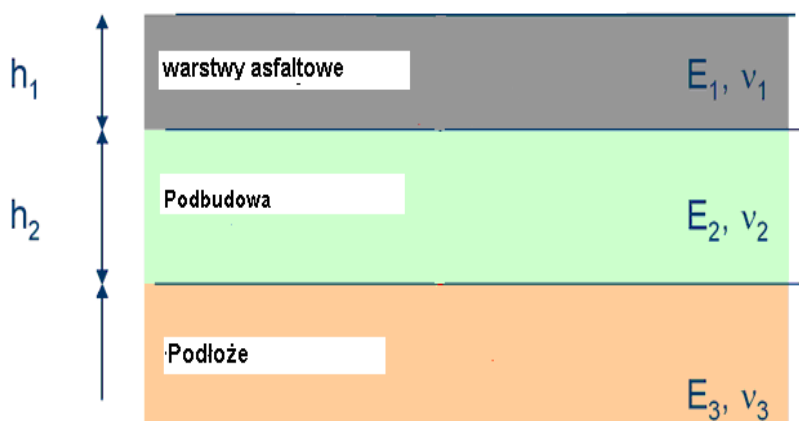 h₁
warstwy asfaltowe
E₁, ν₁
h₂
Podbudowa
E₂, ν₂
Podłoże
E₃, ν₃